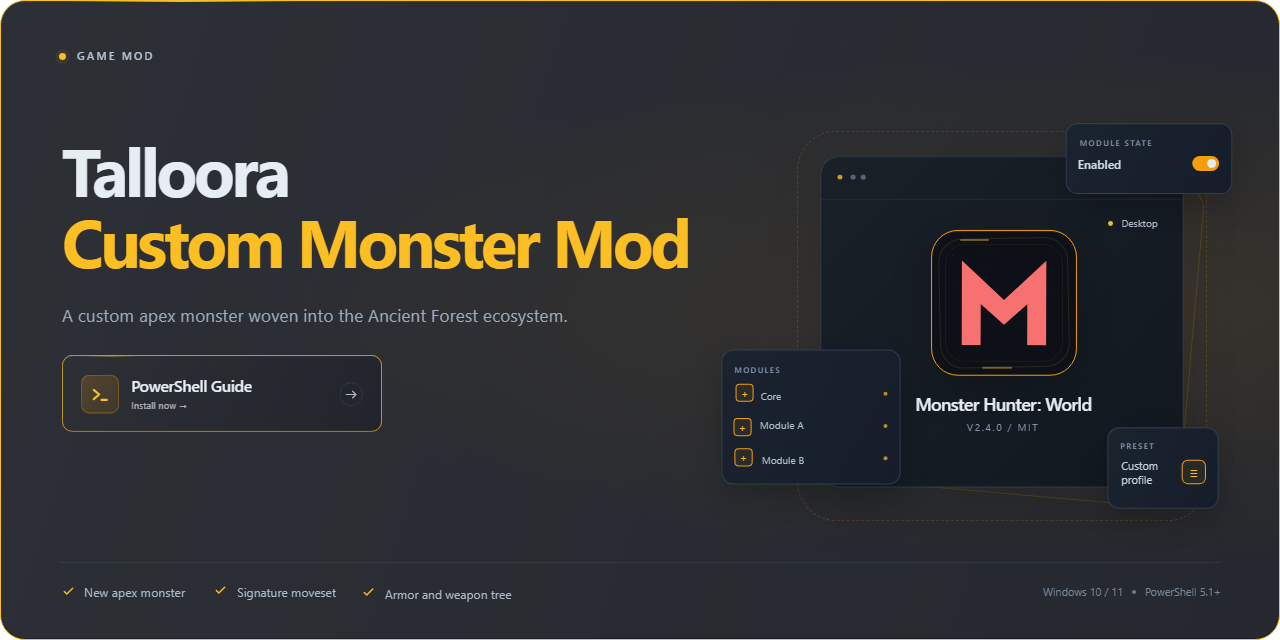 GAME MOD
Talloora
Custom Monster Mod
A custom apex monster woven into the Ancient Forest ecosystem.
PowerShell Guide
Install now →
MODULE STATE
Enabled
Desktop
M
Monster Hunter: World
V2.4.0 / MIT
MODULES
Core
Module A
Module B
PRESET
Custom
profile
New apex monster
Signature moveset
Armor and weapon tree
Windows 10 / 11 • PowerShell 5.1+